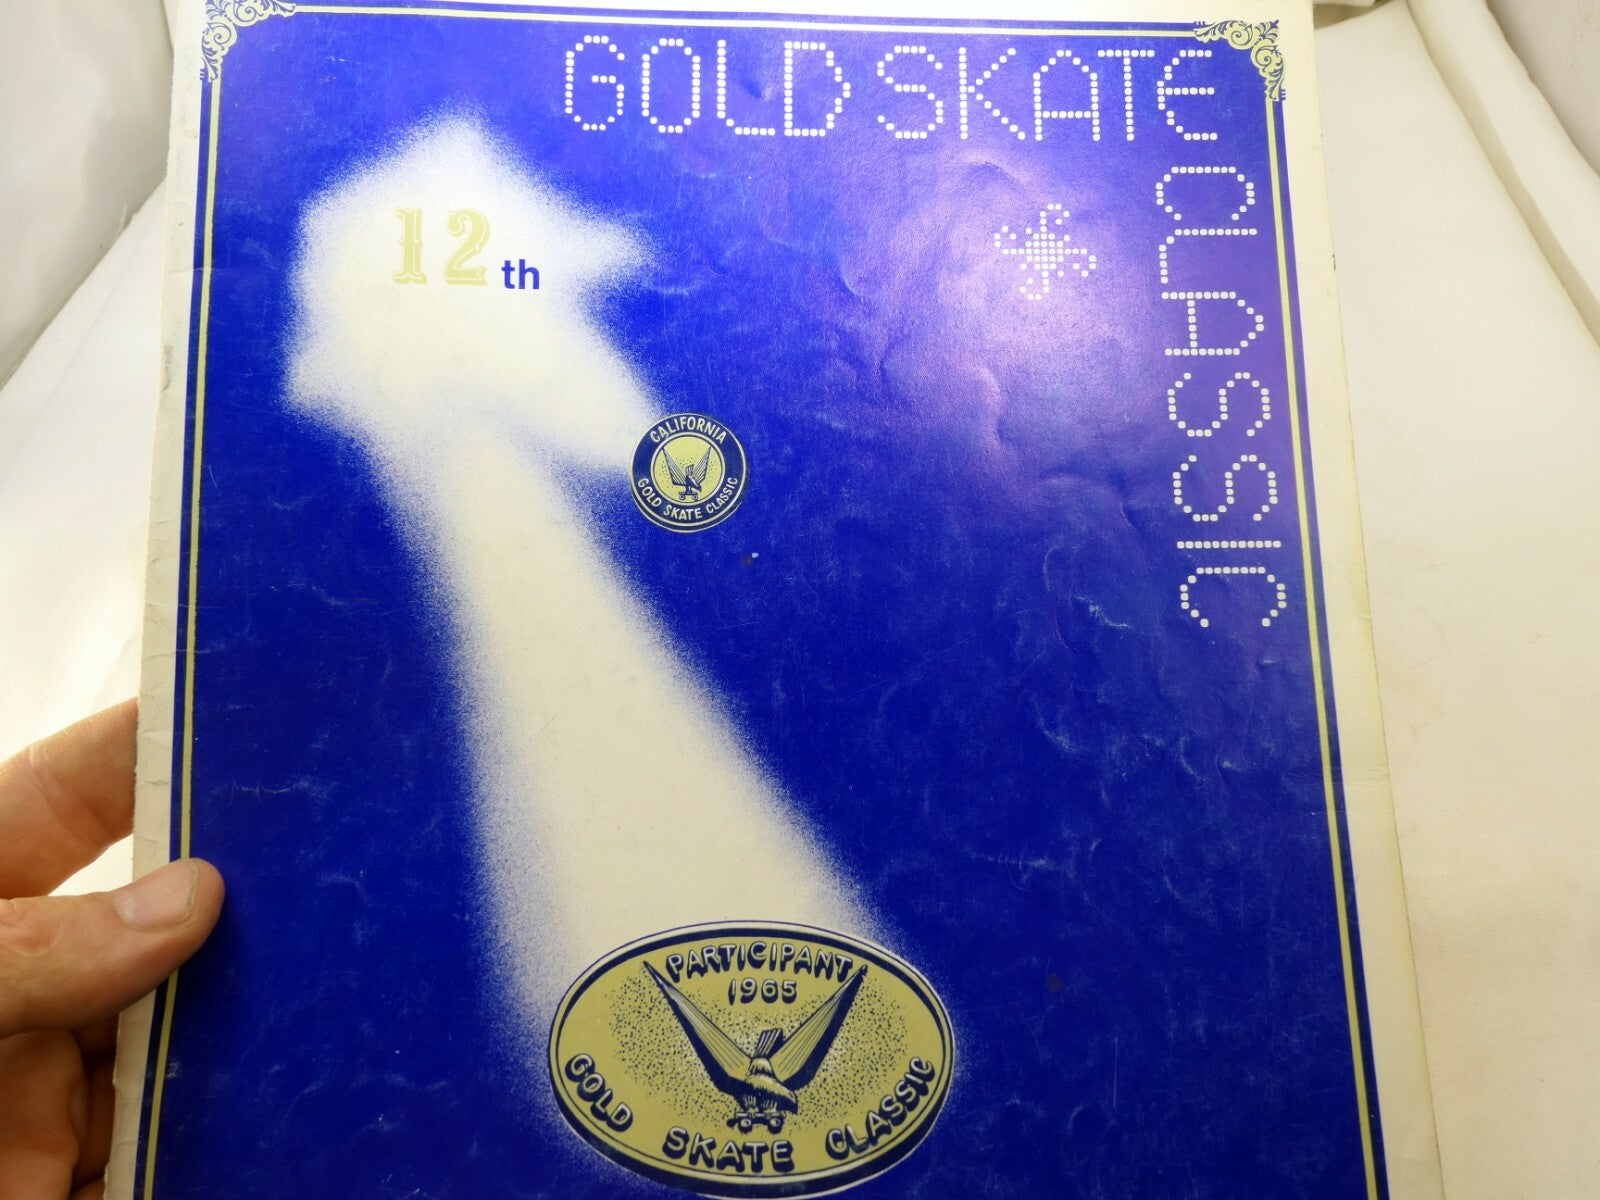 GOLD SKATE
CLASSIC
12th
CALIFORNIA
GOLD SKATE CLASSIC
PARTICIPANT
1965
GOLD SKATE CLASSIC